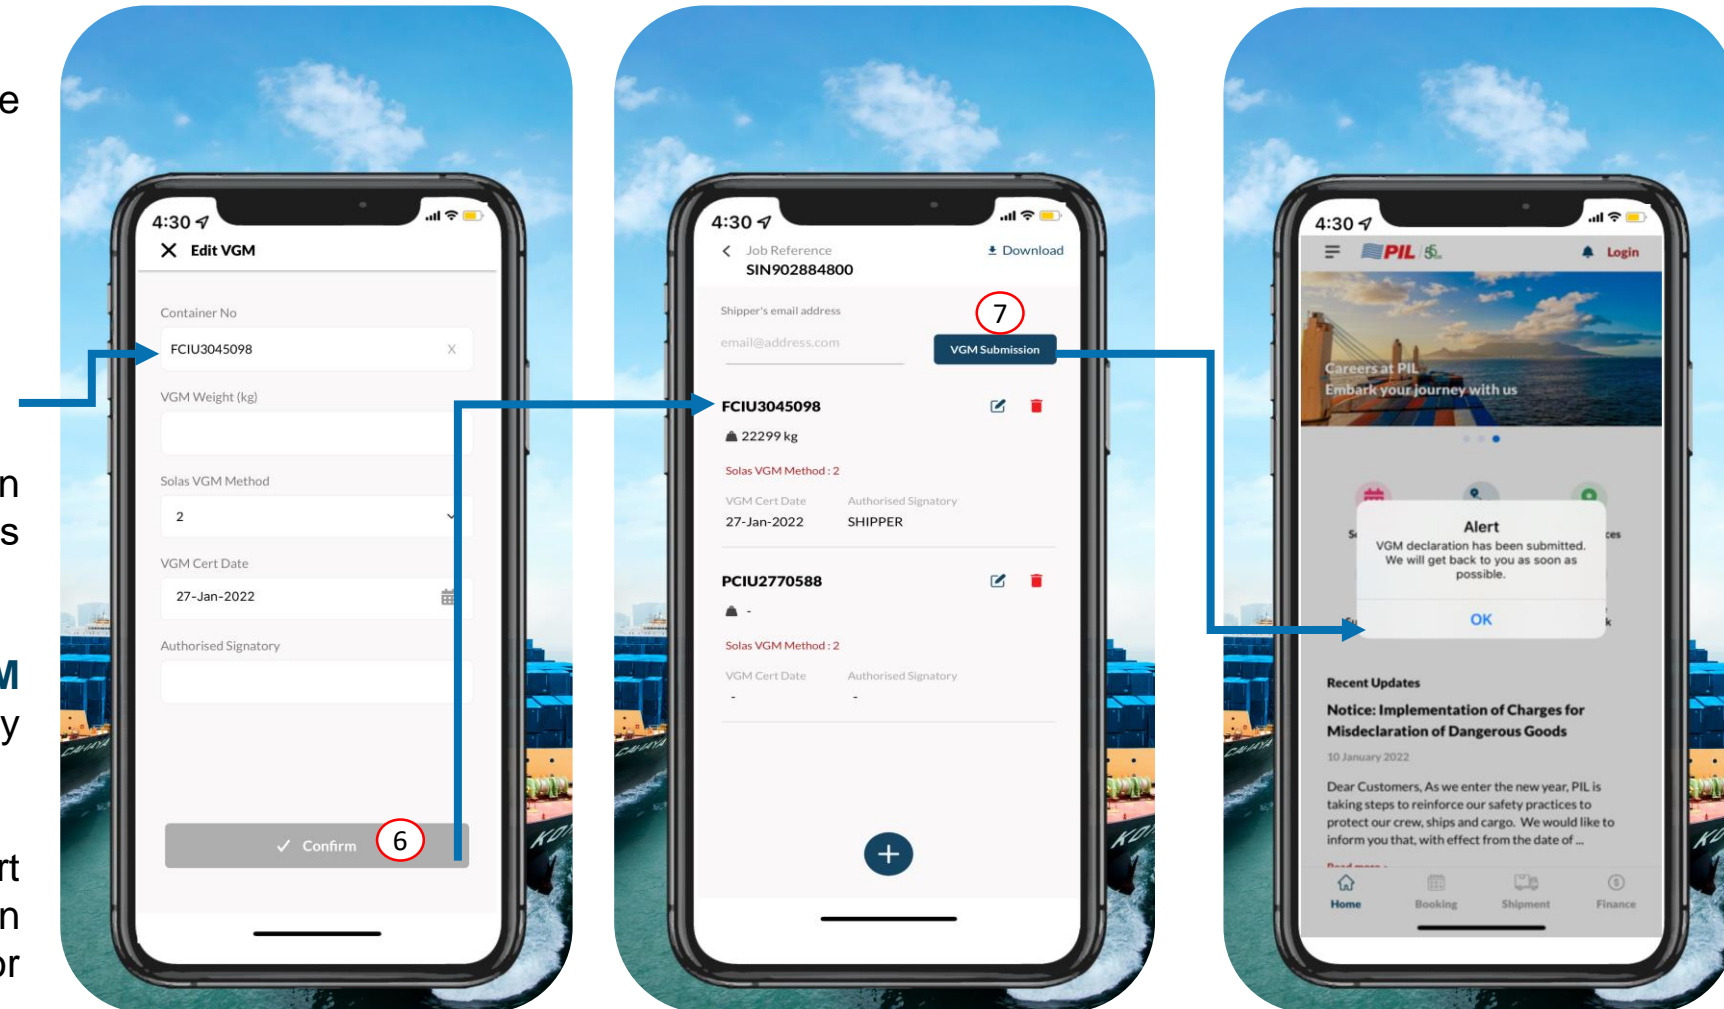 e
n
s
M
y
rt
n
or
4:30
Edit VGM
Container No
FCIU3045098 X
VGM Weight (kg)
Solas VGM Method
2
VGM Cert Date
27-Jan-2022
Authorised Signatory
Confirm
6
4:30
Job Reference
Download
SIN902884800
Shipper's email address
7
email@address.com
VGM Submission
FCIU3045098
22299 kg
Solas VGM Method : 2
VGM Cert Date Authorised Signatory
27-Jan-2022 SHIPPER
PCIU2770588
-
Solas VGM Method : 2
VGM Cert Date Authorised Signatory
- -
+
4:30
PIL 55 Login
Careers at PIL
Embark your journey with us
Alert
VGM declaration has been submitted.
We will get back to you as soon as
possible.
OK
Recent Updates
Notice: Implementation of Charges for
Misdeclaration of Dangerous Goods
10 January 2022
Dear Customers, As we enter the new year, PIL is
taking steps to reinforce our safety practices to
protect our crew, ships and cargo. We would like to
inform you that, with effect from the date of ...
Read more
Home Booking Shipment Finance